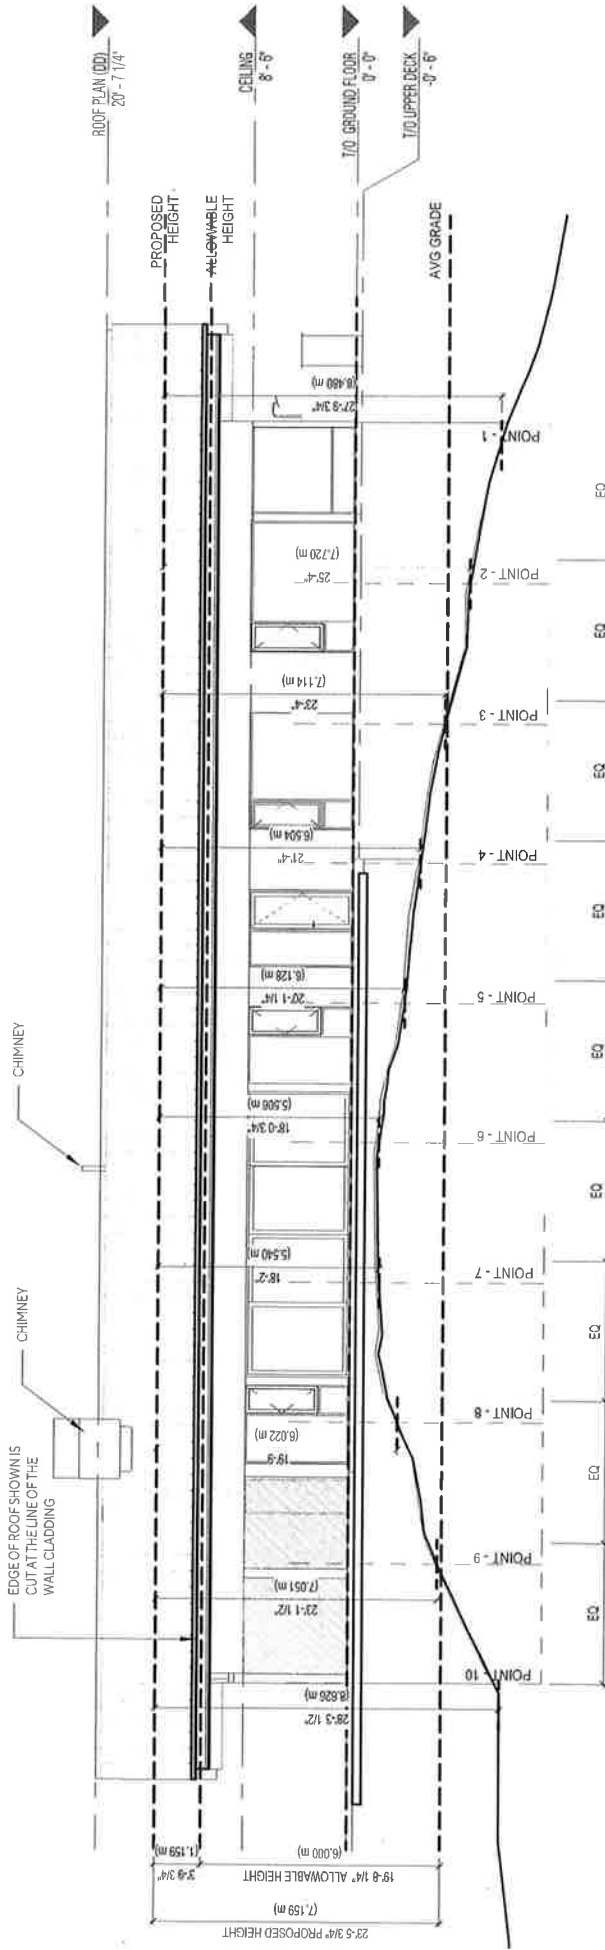 CHIMNEY
CHIMNEY
EDGE OF ROOF SHOWN IS
CUT AT THE LINE OF THE
WALL CLADDING
ROOF PLAN (DD)
20' - 7 1/4"
CEILING
8' - 6"
T/O GROUND FLOOR
0' - 0"
T/O UPPER DECK
-0' - 6"
PROPOSED
HEIGHT
ALLOWABLE
HEIGHT
AVG GRADE
27'-9 3/4"
(8.480 m)
25'-4"
(7.720 m)
23'-4"
(7.114 m)
21'-4"
(6.504 m)
20'-1 1/4"
(6.128 m)
18'-0 3/4"
(5.506 m)
18'-2"
(5.540 m)
19'-9"
(6.022 m)
23'-1 1/2"
(7.051 m)
28'-3 1/2"
(8.626 m)
3'-9 3/4"
(1.159 m)
19'-8 1/4" ALLOWABLE HEIGHT
(6.000 m)
23'-5 3/4" PROPOSED HEIGHT
(7.159 m)
POINT - 1
POINT - 2
POINT - 3
POINT - 4
POINT - 5
POINT - 6
POINT - 7
POINT - 8
POINT - 9
POINT - 10
EQ
EQ
EQ
EQ
EQ
EQ
EQ
EQ
EQ